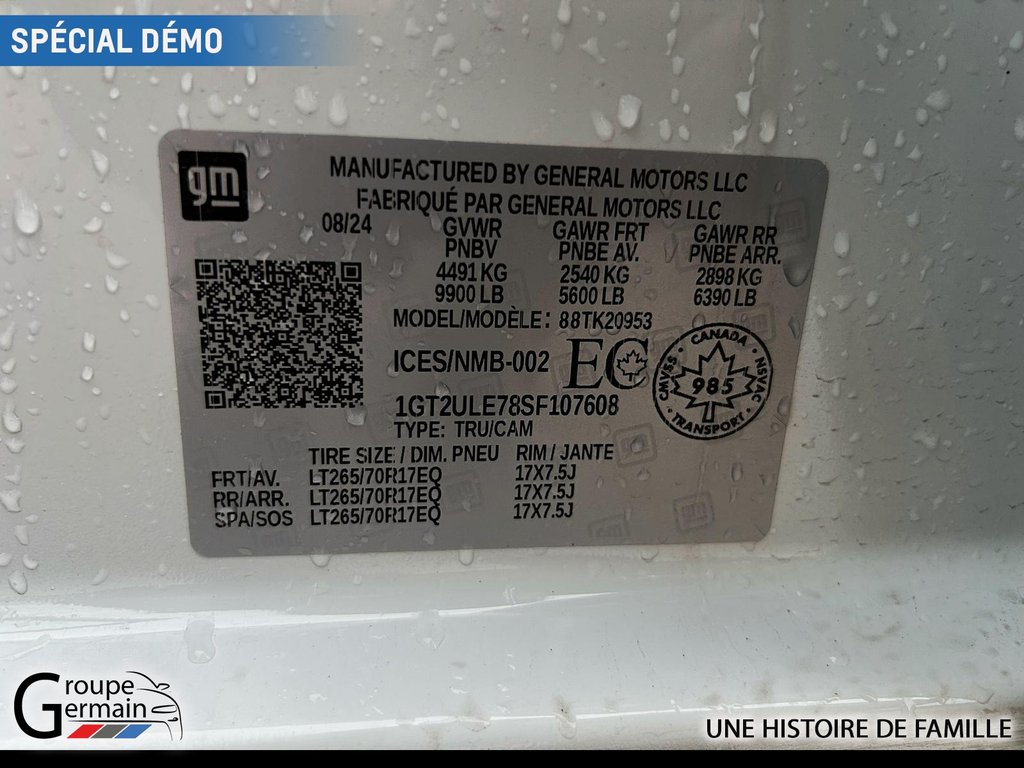 SPÉCIAL DÉMO
gm
MANUFACTURED BY GENERAL MOTORS LLC
FABRIQUÉ PAR GENERAL MOTORS LLC
08/24 GVWR GAWR FRT GAWR RR
PNBV PNBE AV. PNBE ARR.
4491 KG 2540 KG 2898 KG
9900 LB 5600 LB 6390 LB
MODEL/MODÈLE: 88TK20953
ICES/NMB-002 EC
CANADA
CMVSS 985 NSVAC
TRANSPORT
1GT2ULE78SF107608
TYPE: TRU/CAM
TIRE SIZE / DIM. PNEU RIM / JANTE
FRT/AV. LT265/70R17EQ 17X7.5J
RR/ARR. LT265/70R17EQ 17X7.5J
SPA/SOS LT265/70R17EQ 17X7.5J
Groupe
Germain
UNE HISTOIRE DE FAMILLE